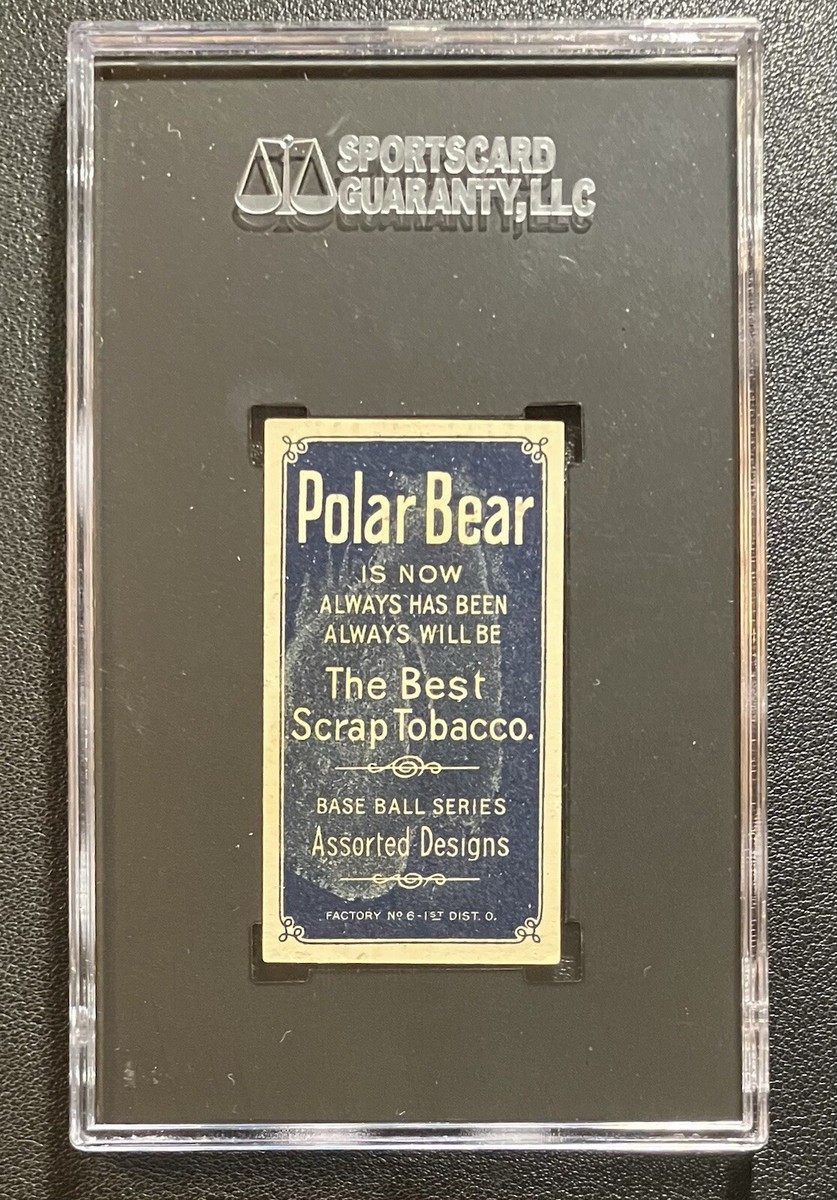 SPORTSCARD
GUARANTY, LLC
Polar Bear
IS NOW
ALWAYS HAS BEEN
ALWAYS WILL BE
The Best
Scrap Tobacco.
BASE BALL SERIES
Assorted Designs
FACTORY Nº 6-1ST DIST. O.